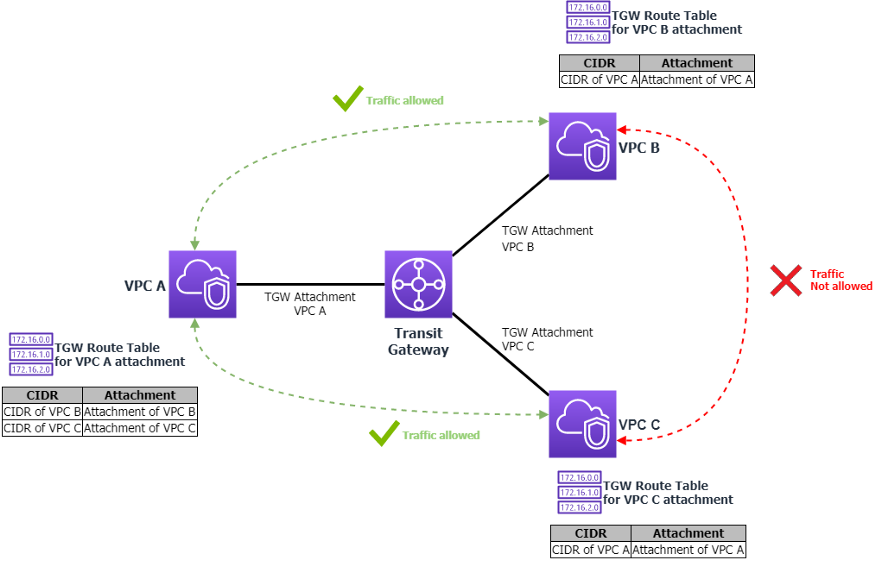 172.16.0.0
172.16.1.0
172.16.2.0
TGW Route Table
for VPC B attachment
CIDR Attachment
CIDR of VPC A Attachment of VPC A
Traffic allowed
VPC B
TGW Attachment
VPC B
VPC A
TGW Attachment
VPC A
Traffic
Not allowed
Transit
Gateway
TGW Attachment
VPC C
172.16.0.0
172.16.1.0
172.16.2.0
TGW Route Table
for VPC A attachment
CIDR Attachment
CIDR of VPC B Attachment of VPC B
CIDR of VPC C Attachment of VPC C
Traffic allowed
VPC C
172.16.0.0
172.16.1.0
172.16.2.0
TGW Route Table
for VPC C attachment
CIDR Attachment
CIDR of VPC A Attachment of VPC A